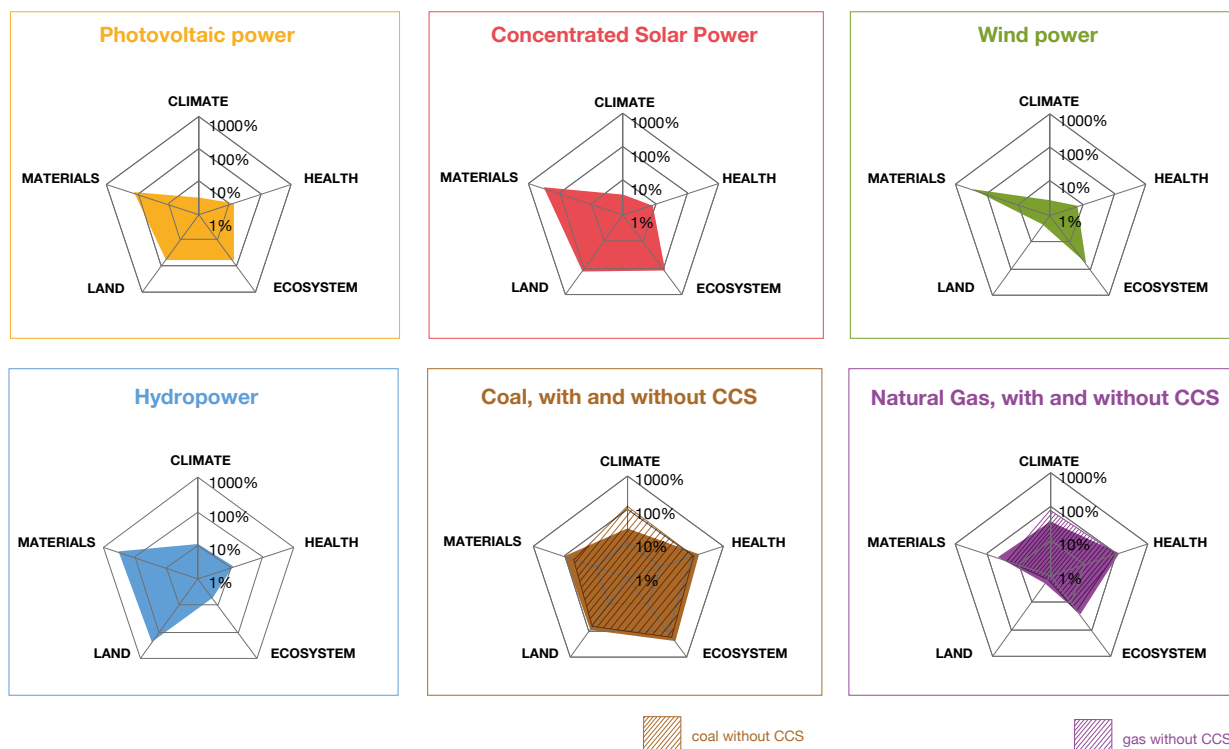 Photovoltaic power
CLIMATE
1000%
100%
10%
1%
MATERIALS
HEALTH
LAND
ECOSYSTEM
Concentrated Solar Power
CLIMATE
1000%
100%
10%
1%
MATERIALS
HEALTH
LAND
ECOSYSTEM
Wind power
CLIMATE
1000%
100%
10%
1%
MATERIALS
HEALTH
LAND
ECOSYSTEM
Hydropower
CLIMATE
1000%
100%
10%
1%
MATERIALS
HEALTH
LAND
ECOSYSTEM
Coal, with and without CCS
CLIMATE
1000%
100%
10%
1%
MATERIALS
HEALTH
LAND
ECOSYSTEM
Natural Gas, with and without CCS
CLIMATE
1000%
100%
10%
1%
MATERIALS
HEALTH
LAND
ECOSYSTEM
coal without CCS
gas without CCS